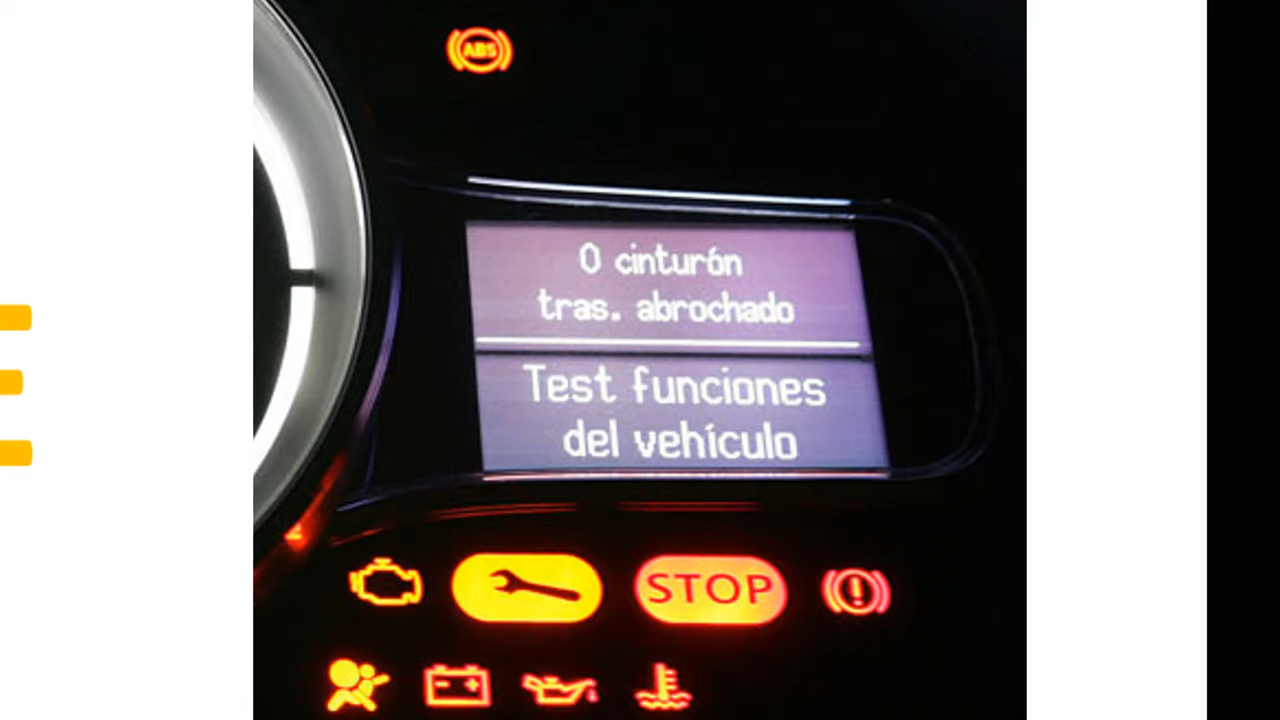 ABS
0 cinturón
tras. abrochado
Test funciones
del vehículo
STOP